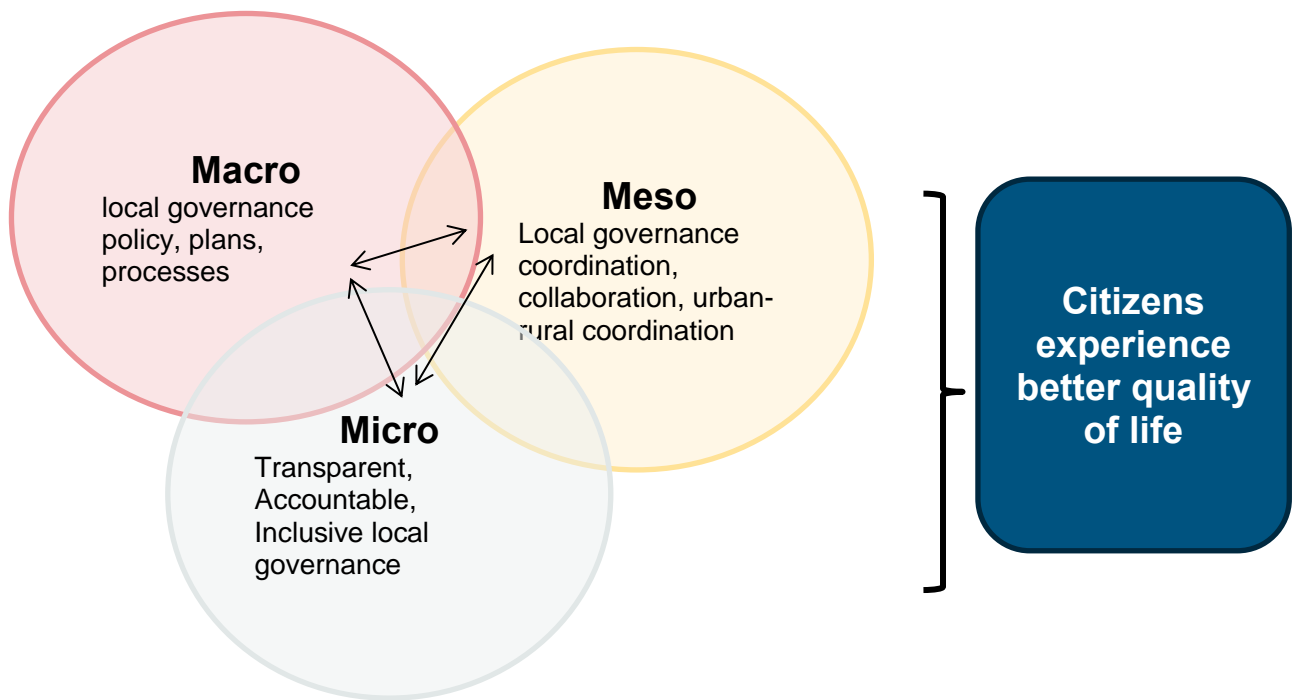 Macro
local governance
policy, plans,
processes
Meso
Local governance
coordination,
collaboration, urban-
rural coordination
Micro
Transparent,
Accountable,
Inclusive local
governance
Citizens
experience
better quality
of life